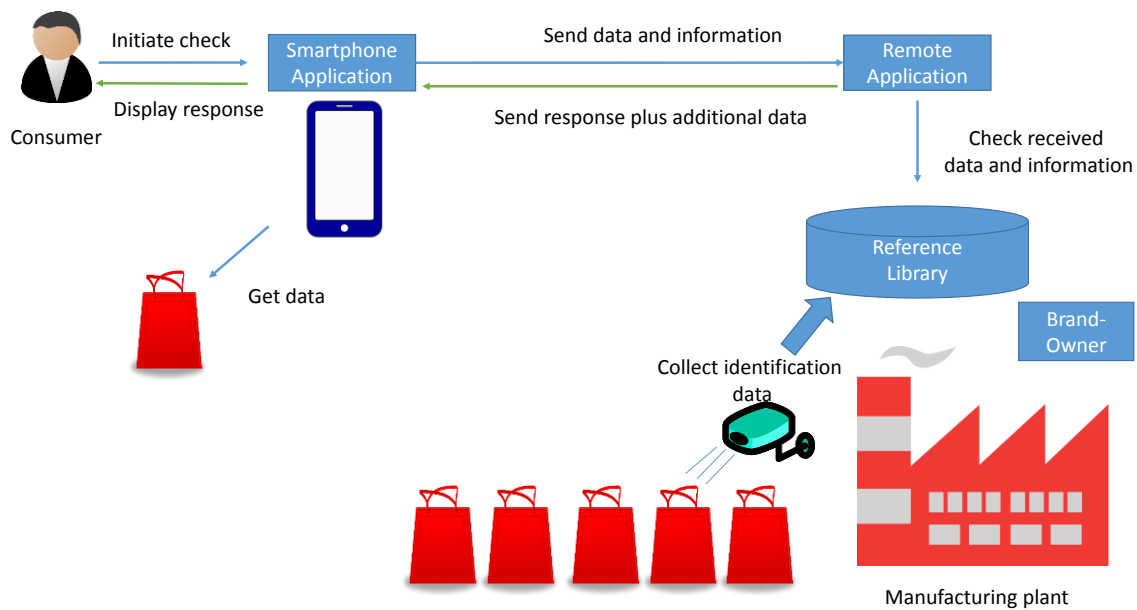 Initiate check
Smartphone
Application
Send data and information
Remote
Application
Display response
Send response plus additional data
Consumer
Check received
data and information
Reference
Library
Get data
Brand-
Owner
Collect identification
data
Manufacturing plant